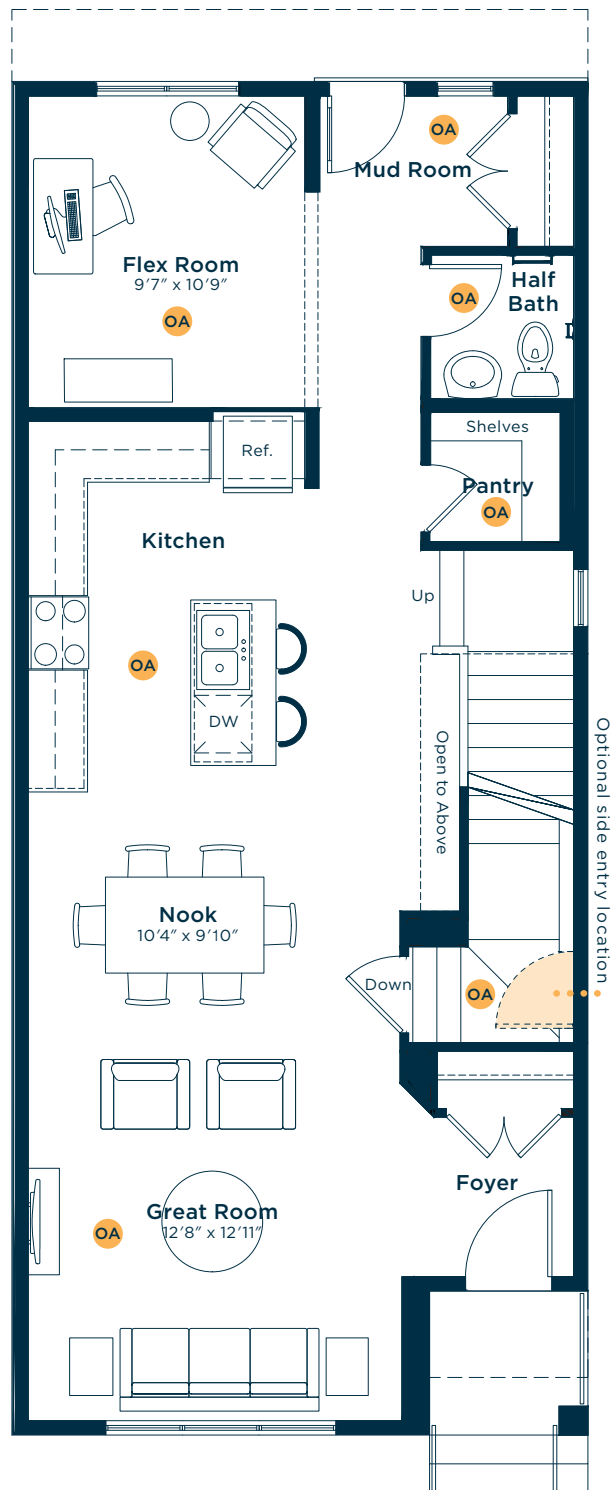 OA
Mud Room
Flex Room
9'7" x 10'9"
OA
OA
Half
Bath
Shelves
Ref.
Pantry
OA
Kitchen
Up
OA
DW
Open to Above
Optional side entry location
Nook
10'4" x 9'10"
Down
OA
Foyer
Great Room
12'8" x 12'11"
OA